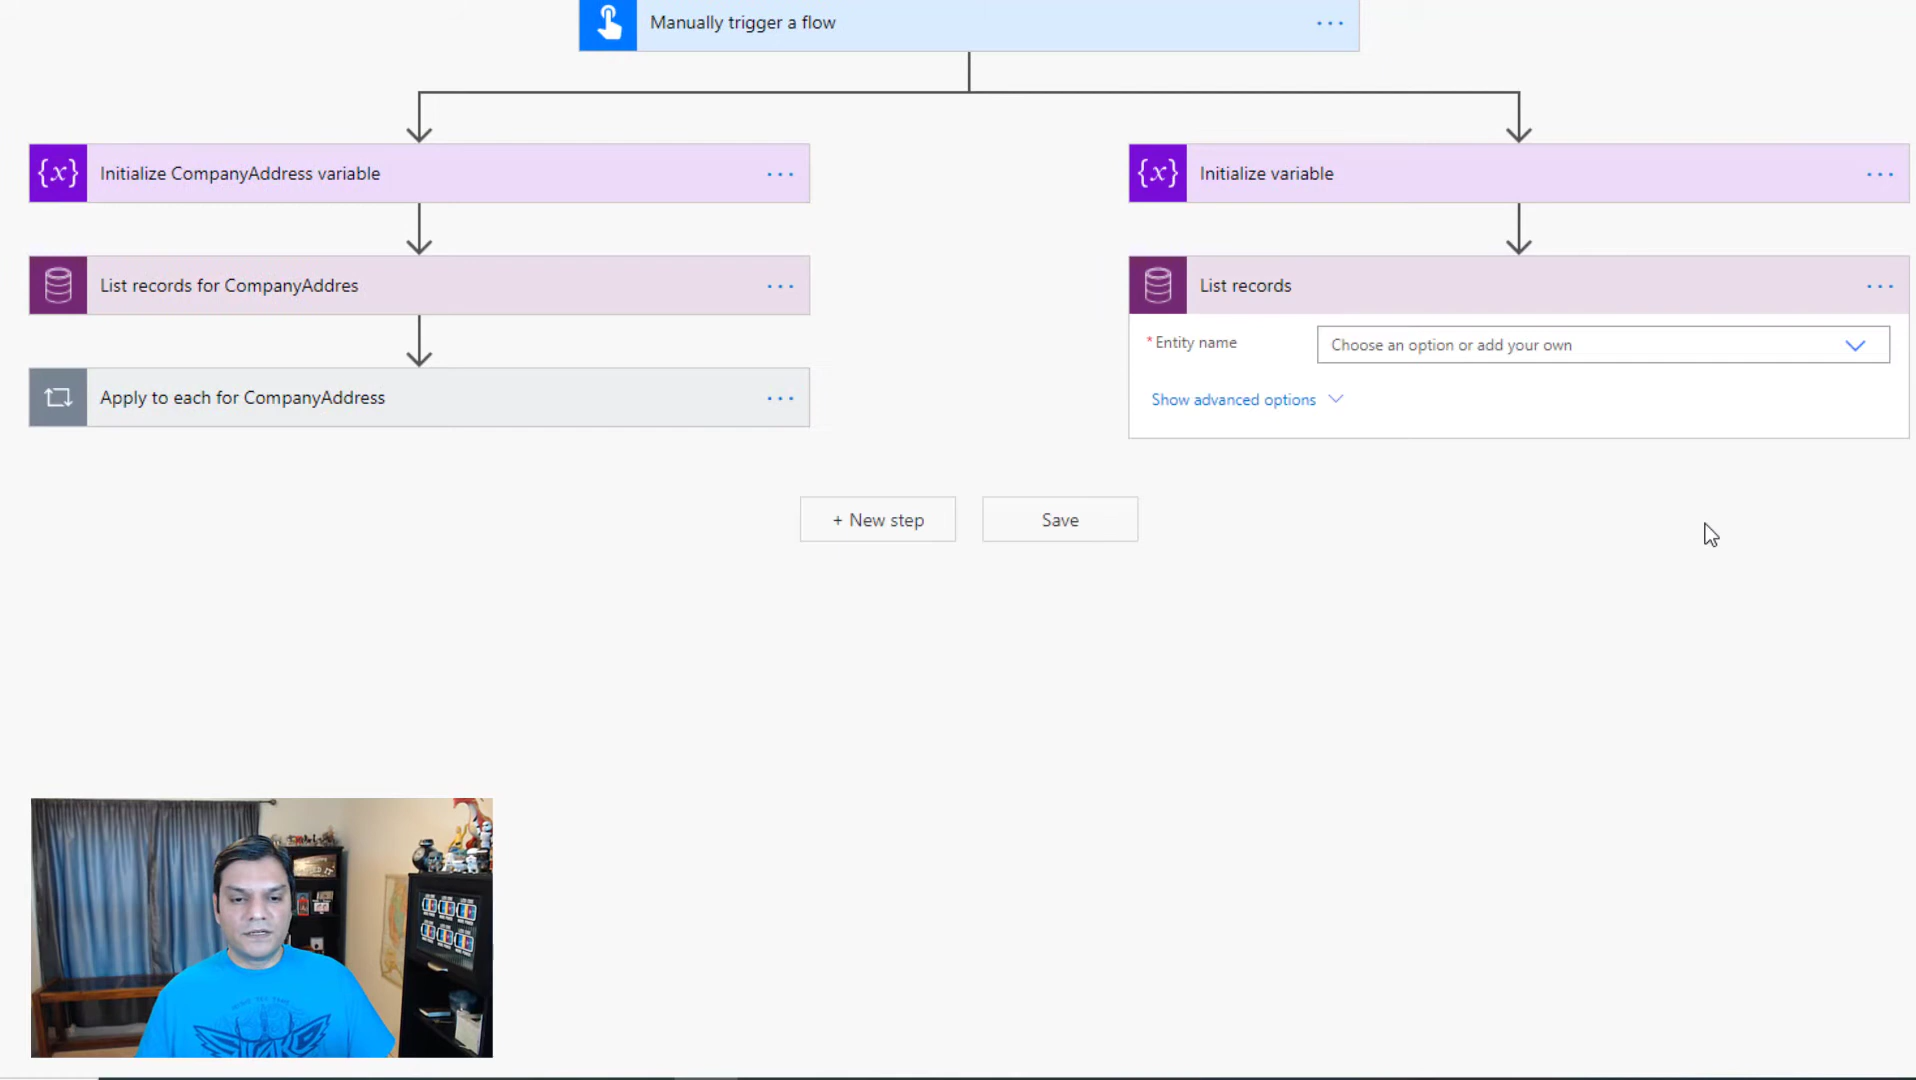 Manually trigger a flow
Initialize CompanyAddress variable
List records for CompanyAddres
Apply to each for CompanyAddress
Initialize variable
List records
* Entity name
Choose an option or add your own
Show advanced options
+ New step
Save